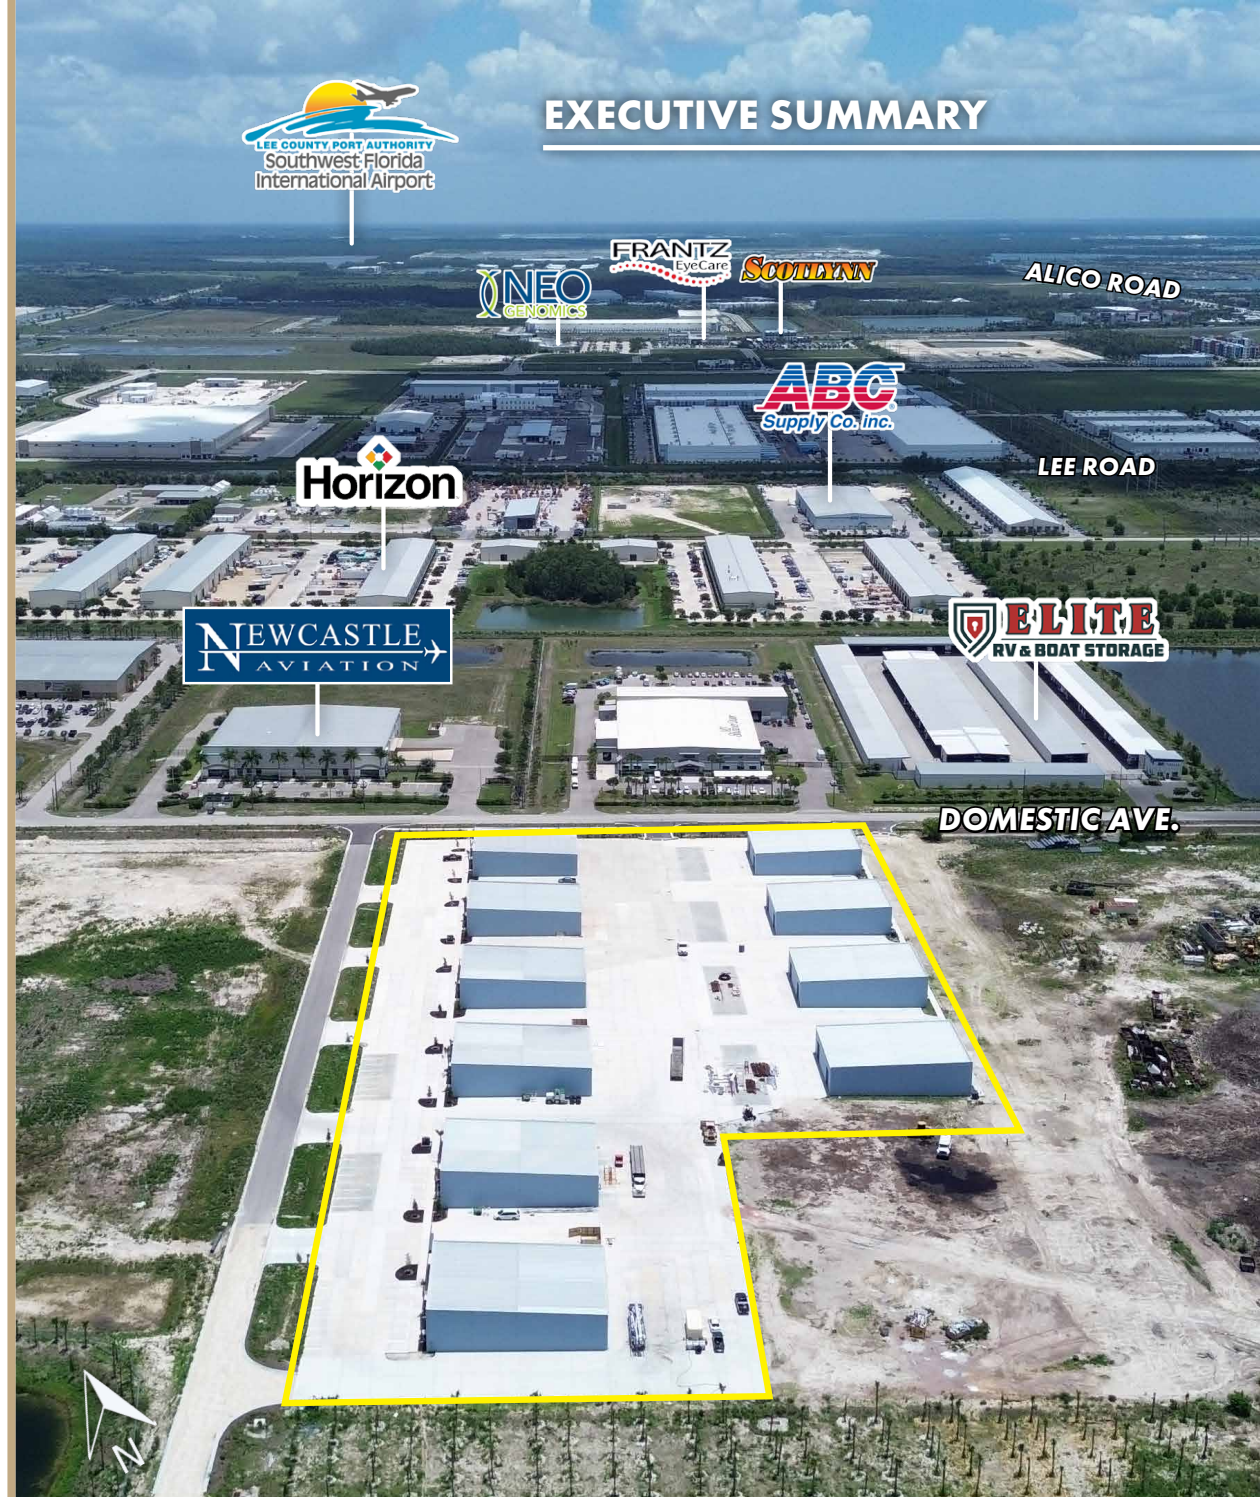 EXECUTIVE SUMMARY
LEE COUNTY PORT AUTHORITY
Southwest Florida
International Airport
FRANTZ
EyeCare
SCOTLYNN
NEO
GENOMICS
ALICO ROAD
ABC
Supply Co. inc.
LEE ROAD
Horizon
ELITE
RV & BOAT STORAGE
NEWCASTLE
AVIATION
DOMESTIC AVE.
N